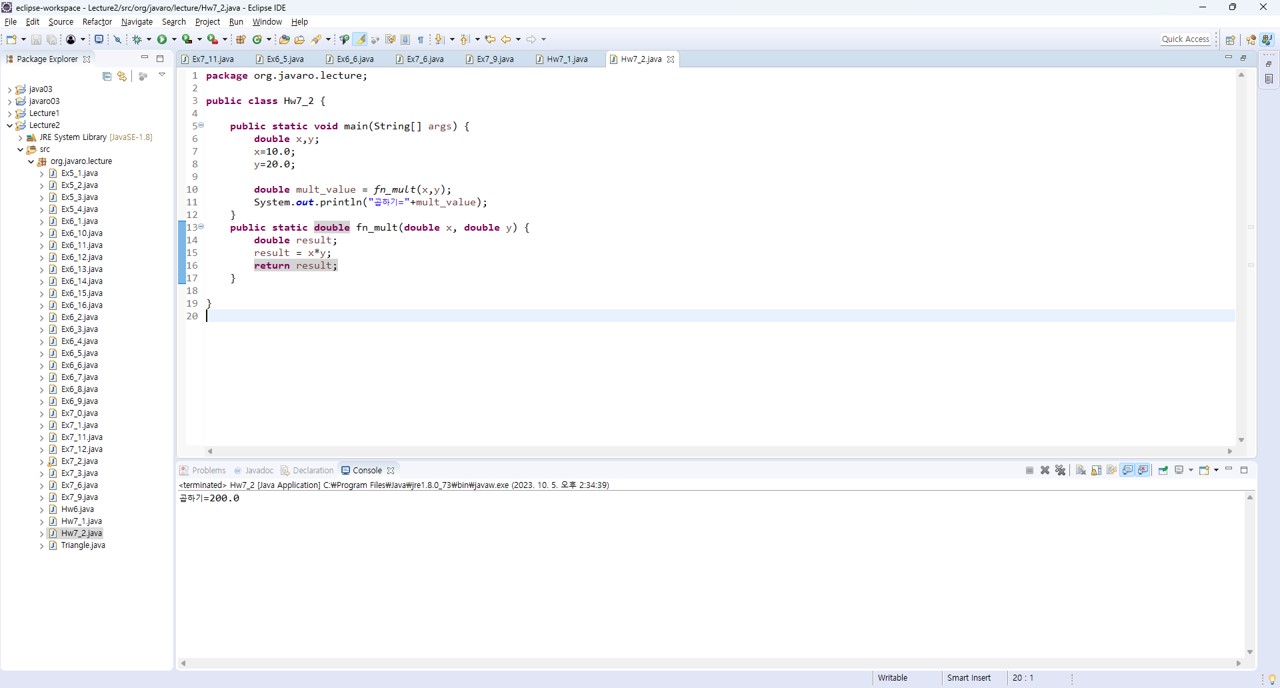 eclipse-workspace - Lecture2/src/org/javaro/lecture/Hw7_2.java - Eclipse IDE
File Edit Source Refactor Navigate Search Project Run Window Help
Quick Access
Package Explorer
java03
javaro03
Lecture1
Lecture2
JRE System Library [JavaSE-1.8]
src
org.javaro.lecture
Ex5_1.java
Ex5_2.java
Ex5_3.java
Ex5_4.java
Ex6_1.java
Ex6_10.java
Ex6_11.java
Ex6_12.java
Ex6_13.java
Ex6_14.java
Ex6_15.java
Ex6_16.java
Ex6_2.java
Ex6_3.java
Ex6_4.java
Ex6_5.java
Ex6_6.java
Ex6_7.java
Ex6_8.java
Ex6_9.java
Ex7_0.java
Ex7_1.java
Ex7_11.java
Ex7_12.java
Ex7_2.java
Ex7_3.java
Ex7_6.java
Ex7_9.java
Hw6.java
Hw7_1.java
Hw7_2.java
Triangle.java
Ex7_11.java Ex6_5.java Ex6_6.java Ex7_6.java Ex7_9.java Hw7_1.java Hw7_2.java
1 package org.javaro.lecture;
2
3 public class Hw7_2 {
4
5 public static void main(String[] args) {
6 double x,y;
7 x=10.0;
8 y=20.0;
9
10 double mult_value = fn_mult(x,y);
11 System.out.println("곱하기="+mult_value);
12 }
13 public static double fn_mult(double x, double y) {
14 double result;
15 result = x*y;
16 return result;
17 }
18
19 }
20
Problems Javadoc Declaration Console
<terminated> Hw7_2 [Java Application] C:₩Program Files₩Java₩jre1.8.0_73₩bin₩javaw.exe (2023. 10. 5. 오후 2:34:39)
곱하기=200.0
Writable Smart Insert 20 : 1